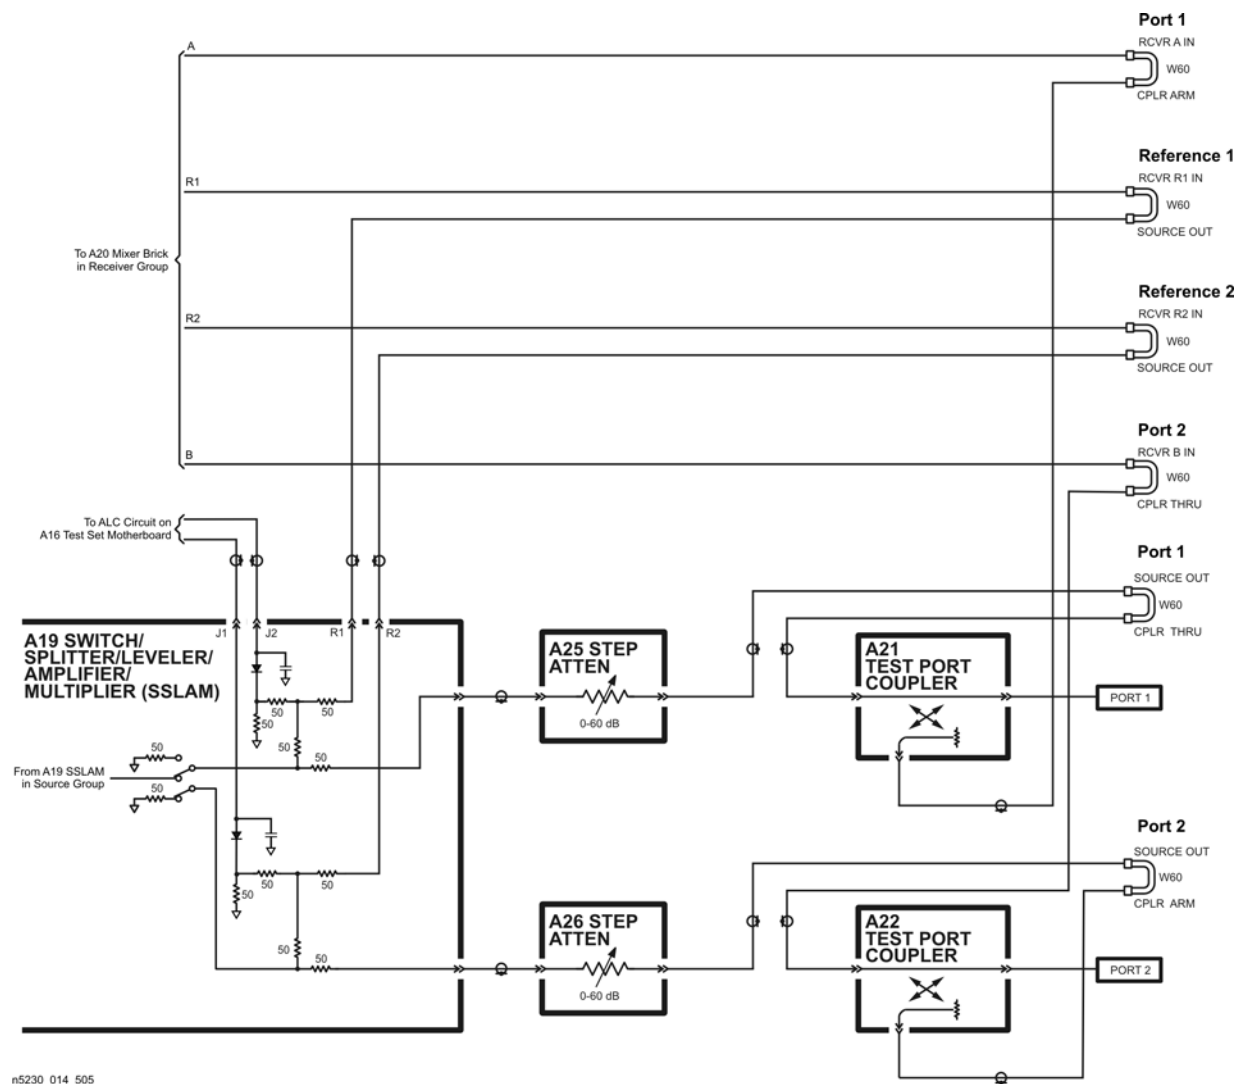 Port 1
RCVR A IN
W60
CPLR ARM
A
Reference 1
RCVR R1 IN
W60
SOURCE OUT
R1
To A20 Mixer Brick
in Receiver Group
Reference 2
RCVR R2 IN
W60
SOURCE OUT
R2
Port 2
RCVR B IN
W60
CPLR THRU
B
To ALC Circuit on
A16 Test Set Motherboard
Port 1
SOURCE OUT
W60
CPLR THRU
J1
J2
R1
R2
A19 SWITCH/
SPLITTER/LEVELER/
AMPLIFIER/
MULTIPLIER (SSLAM)
50
50
50
50
50
50
50
From A19 SSLAM
in Source Group
A25 STEP
ATTEN
0-60 dB
A21
TEST PORT
COUPLER
PORT 1
50
50
50
50
50
Port 2
SOURCE OUT
W60
CPLR ARM
A26 STEP
ATTEN
0-60 dB
A22
TEST PORT
COUPLER
PORT 2
n5230_014_505